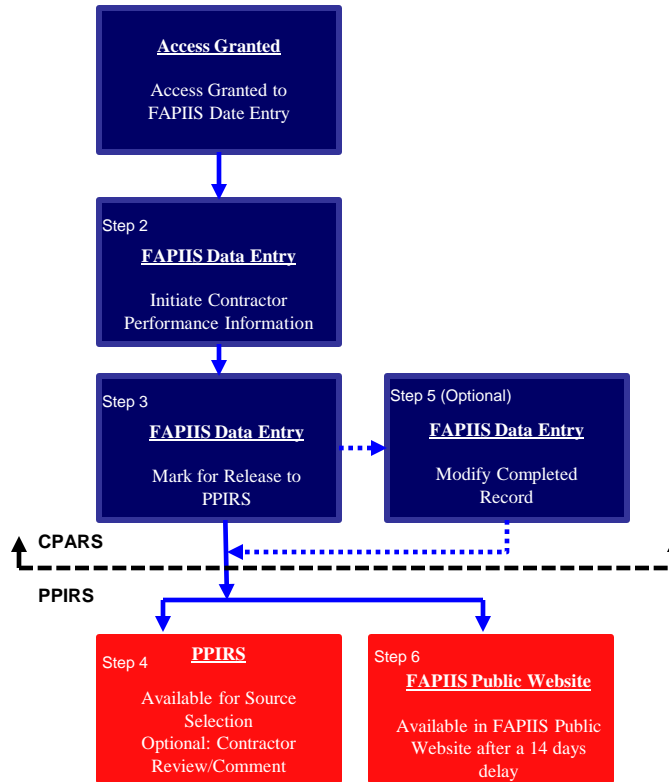 Access Granted
Access Granted to
FAPIIS Date Entry
Step 2
FAPIIS Data Entry
Initiate Contractor
Performance Information
Step 3
FAPIIS Data Entry
Mark for Release to
PPIRS
Step 5 (Optional)
FAPIIS Data Entry
Modify Completed
Record
CPARS
PPIRS
Step 4
PPIRS
Available for Source
Selection
Optional: Contractor
Review/Comment
Step 6
FAPIIS Public Website
Available in FAPIIS Public
Website after a 14 days
delay